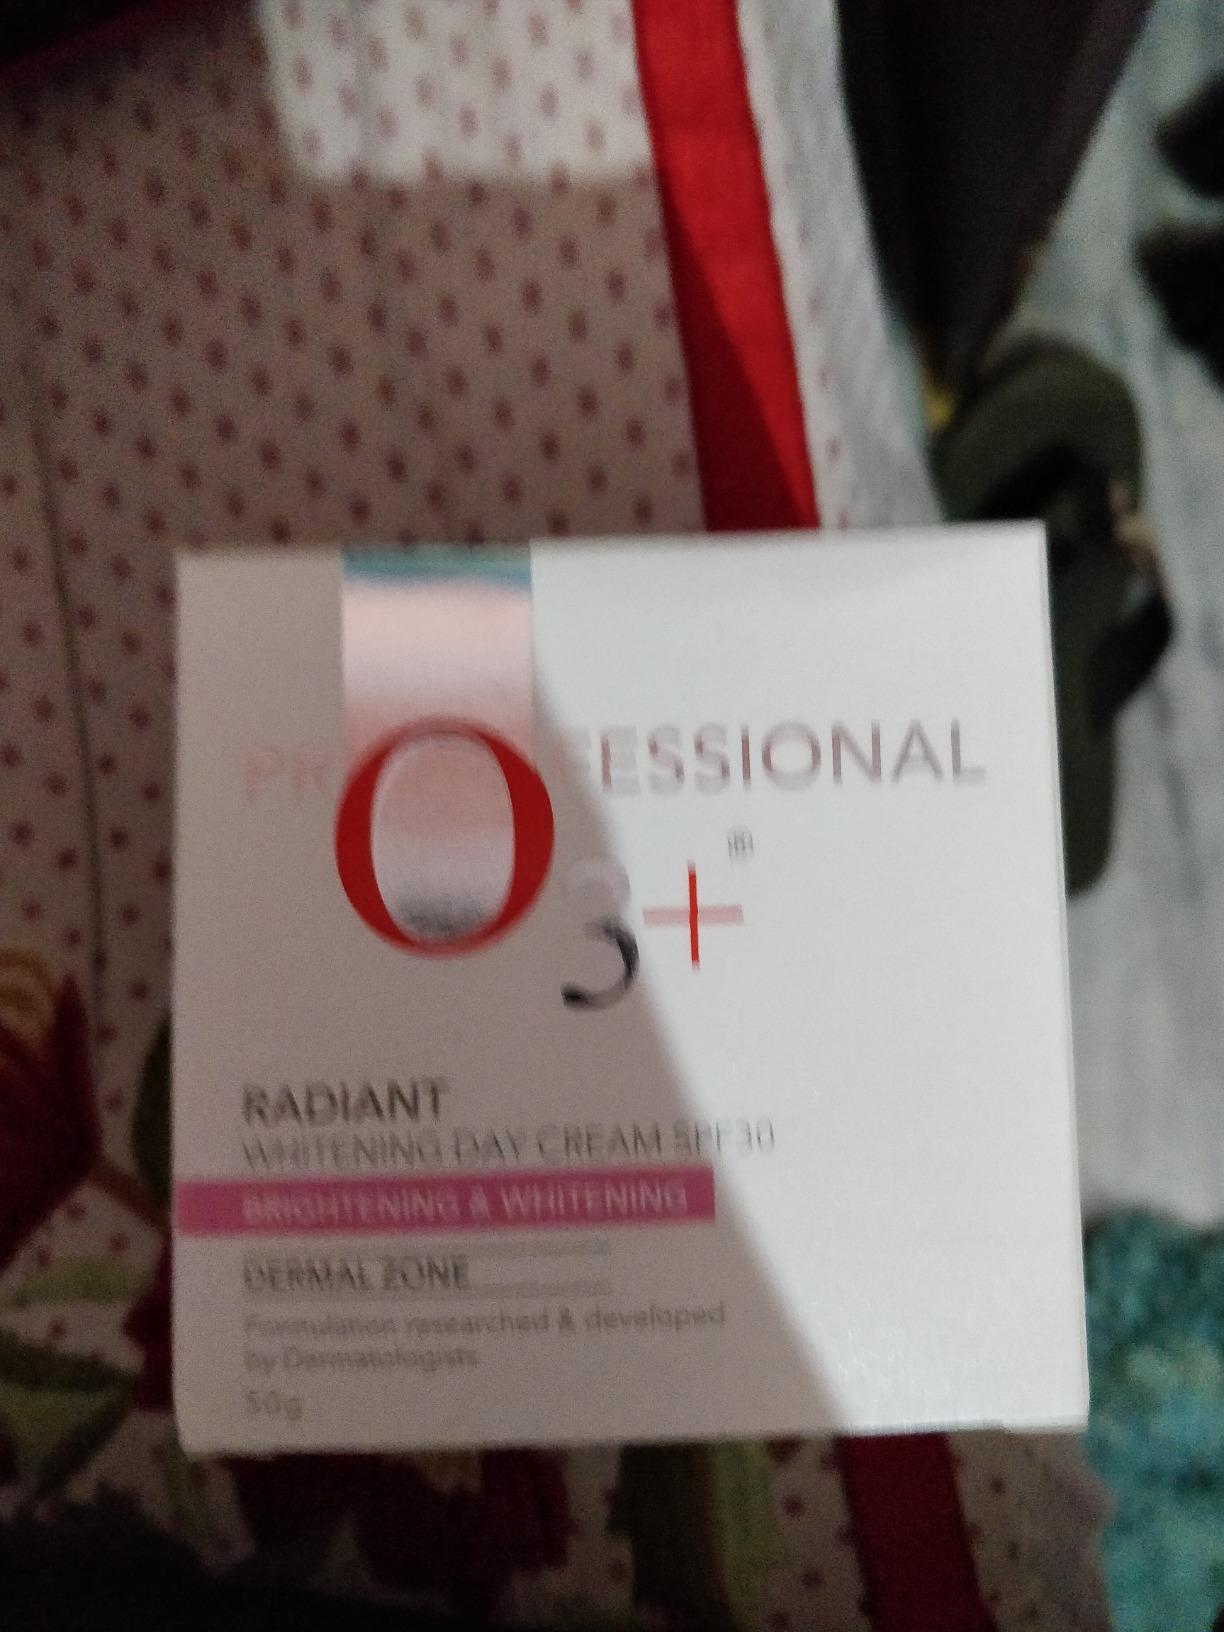 PROFESSIONAL
O3+®
RADIANT
WHITENING DAY CREAM SPF30
BRIGHTENING & WHITENING
DERMAL ZONE
Formulation researched & developed
by Dermatologists
50g